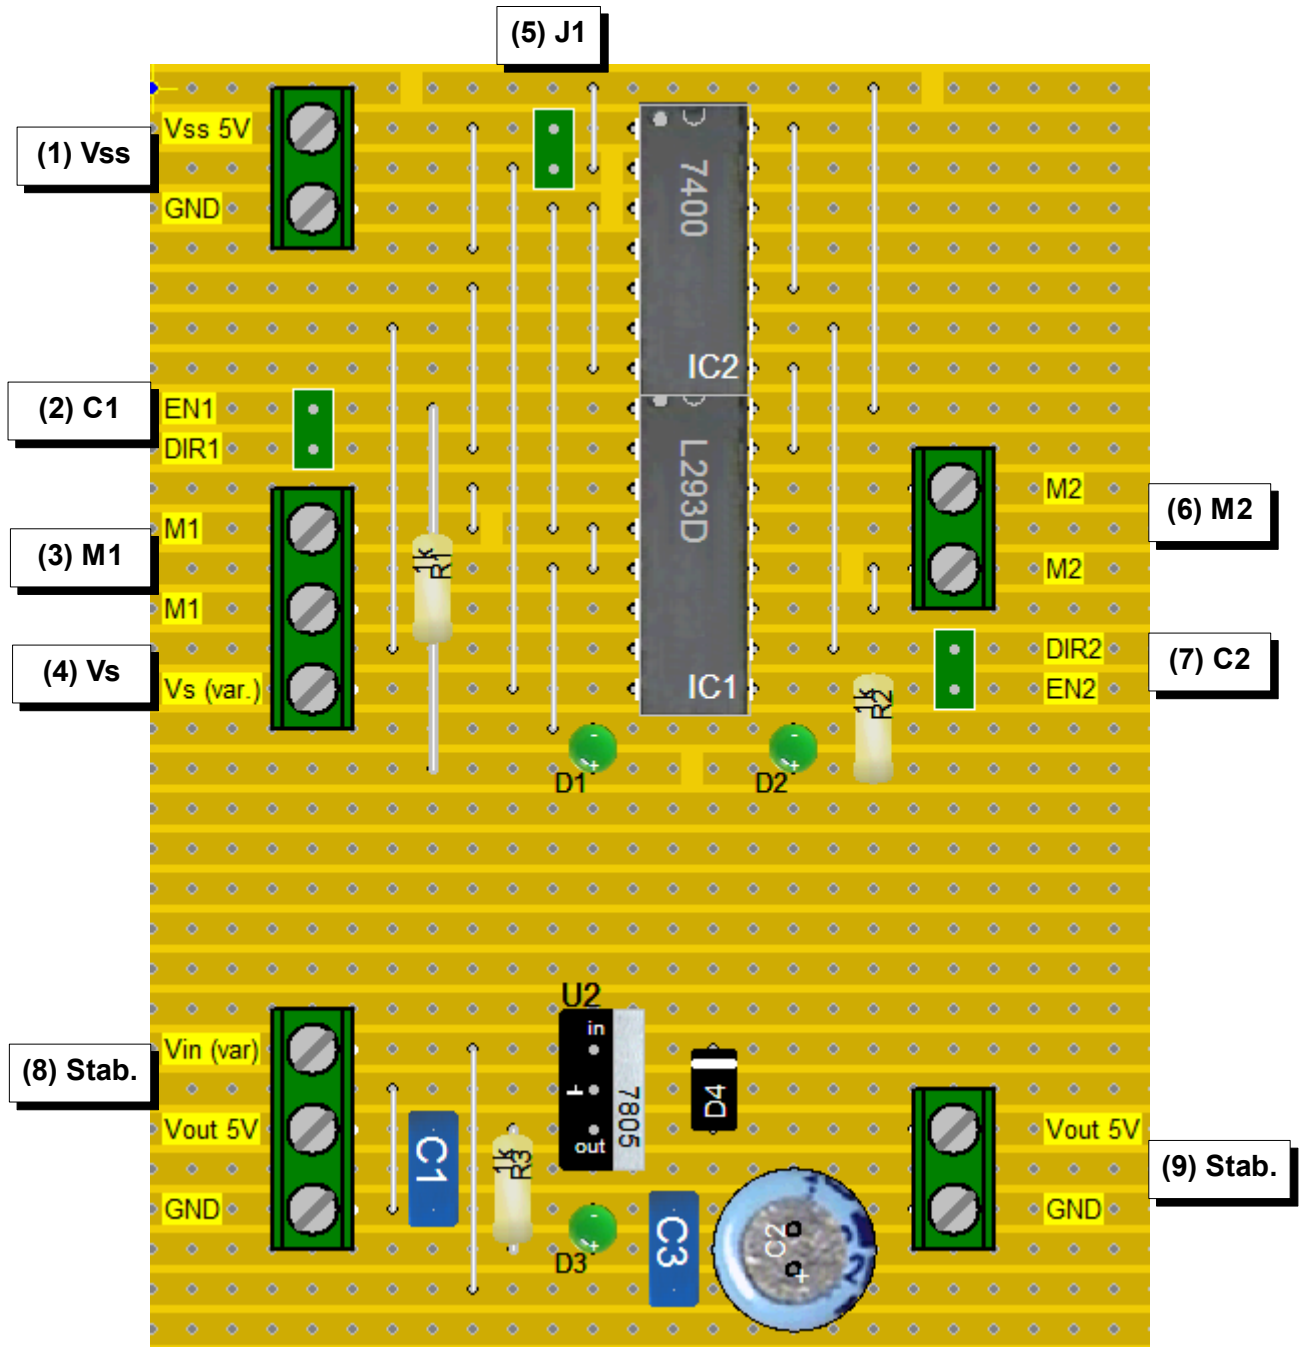 (5) J1
Vss 5V
(1) Vss
GND
7400
IC2
(2) C1
EN1
DIR1
L293D
M2
(6) M2
M1
(3) M1
1k
R1
M2
M1
DIR2
(7) C2
(4) Vs
Vs (var.)
IC1
1k
R2
EN2
+
D1
+
D2
U2
in
Vin (var)
(8) Stab.
D4
7805
Vout 5V
out
Vout 5V
C1
1k
R3
(9) Stab.
GND
GND
+
D3
C3
C2
+